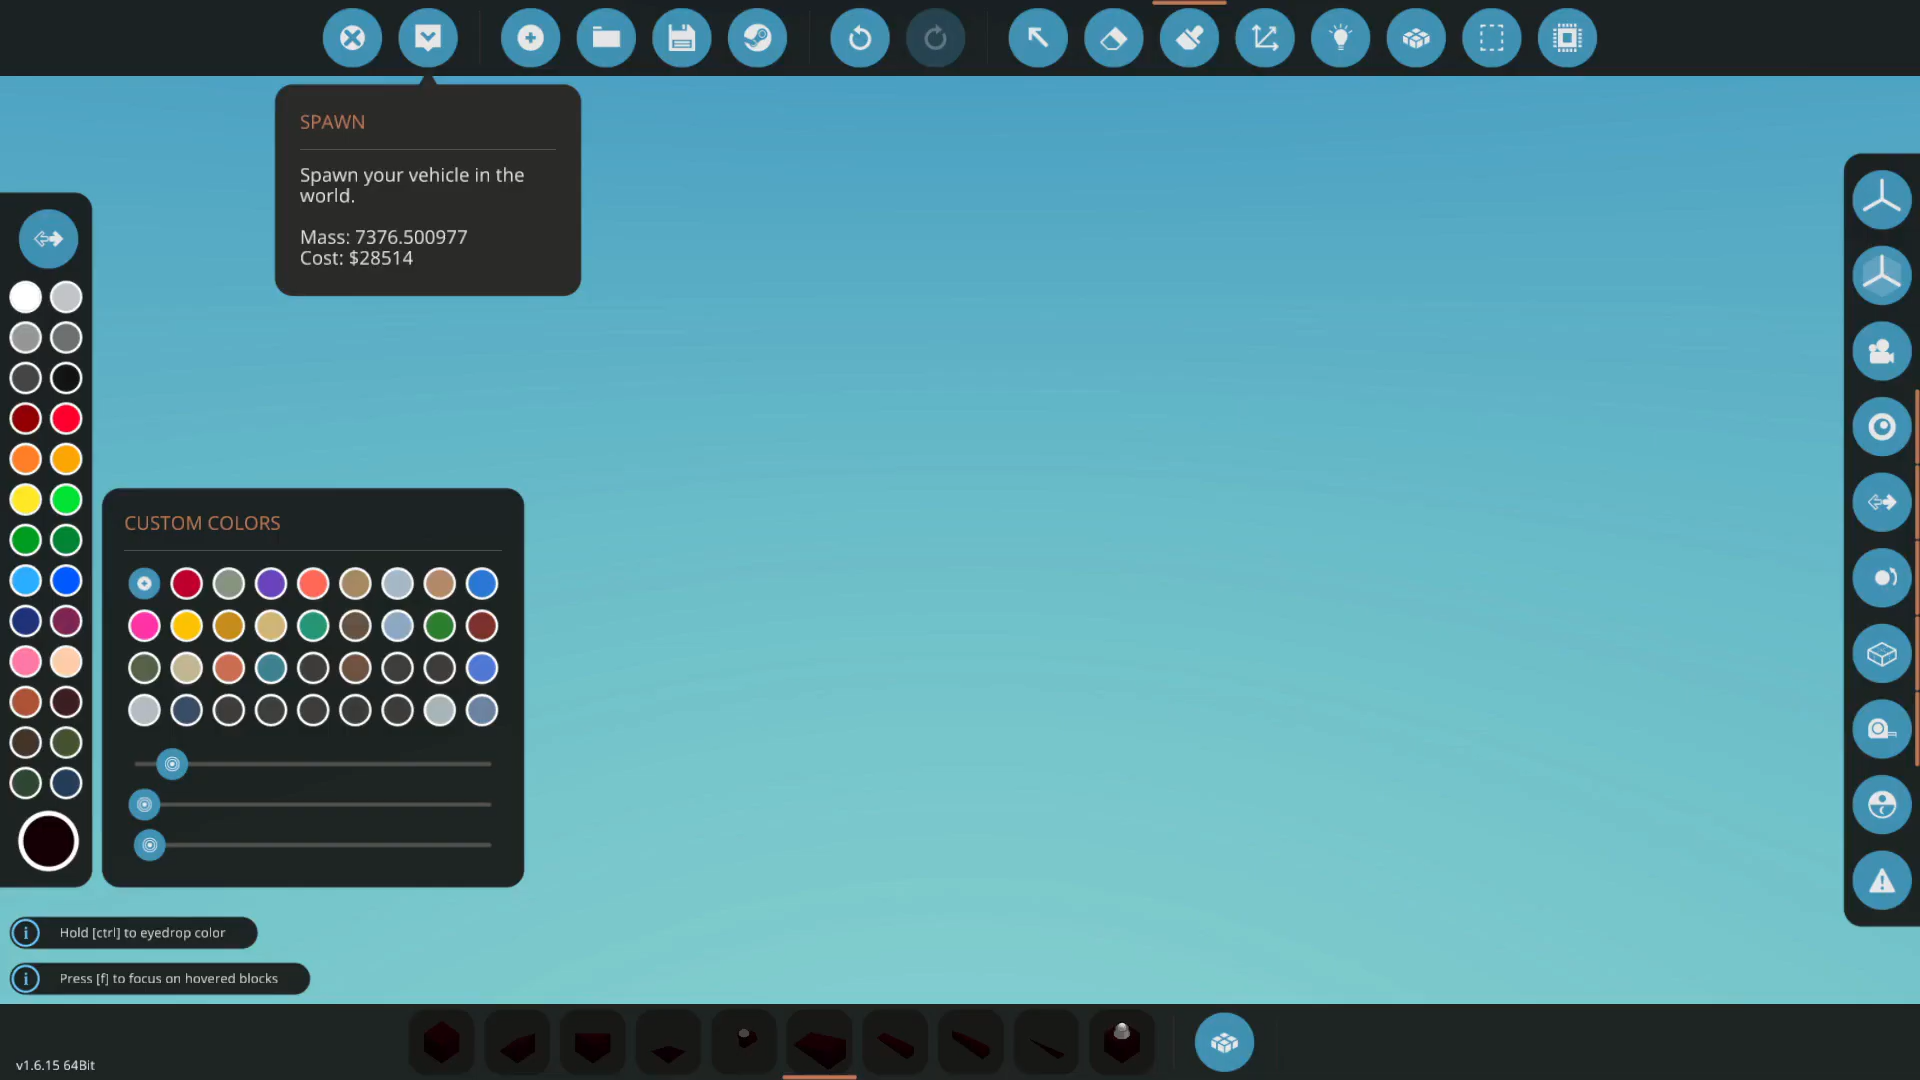 SPAWN
Spawn your vehicle in the
world.
Mass: 7376.500977
Cost: $28514
CUSTOM COLORS
Hold [ctrl] to eyedrop color
Press [f] to focus on hovered blocks
v1.6.15 64Bit